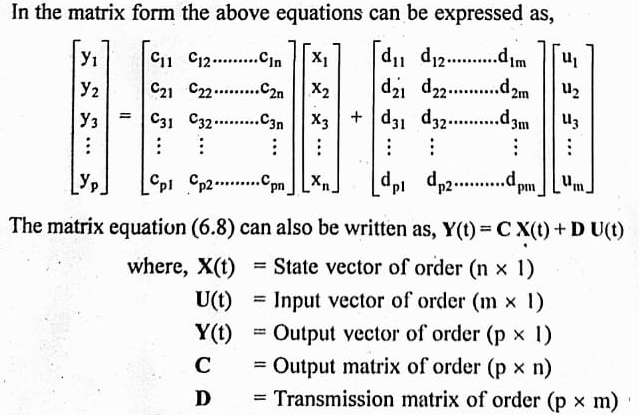 In the matrix form the above equations can be expressed as,
[y₁] [c₁₁ c₁₂.........c₁ₙ] [x₁] [d₁₁ d₁₂..........d₁ₘ] [u₁]
[y₂] [c₂₁ c₂₂.........c₂ₙ] [x₂] [d₂₁ d₂₂..........d₂ₘ] [u₂]
[y₃] = [c₃₁ c₃₂.........c₃ₙ] [x₃] + [d₃₁ d₃₂..........d₃ₘ] [u₃]
[⋮] [⋮ ⋮ ⋮] [⋮] [⋮ ⋮ ⋮] [⋮]
[yₚ] [cₚ₁ cₚ₂.........cₚₙ] [xₙ] [dₚ₁ dₚ₂..........dₚₘ] [uₘ]
The matrix equation (6.8) can also be written as, Y(t) = C X(t) + D U(t)
where, X(t) = State vector of order (n × 1)
U(t) = Input vector of order (m × 1)
Y(t) = Output vector of order (p × 1)
C = Output matrix of order (p × n)
D = Transmission matrix of order (p × m)